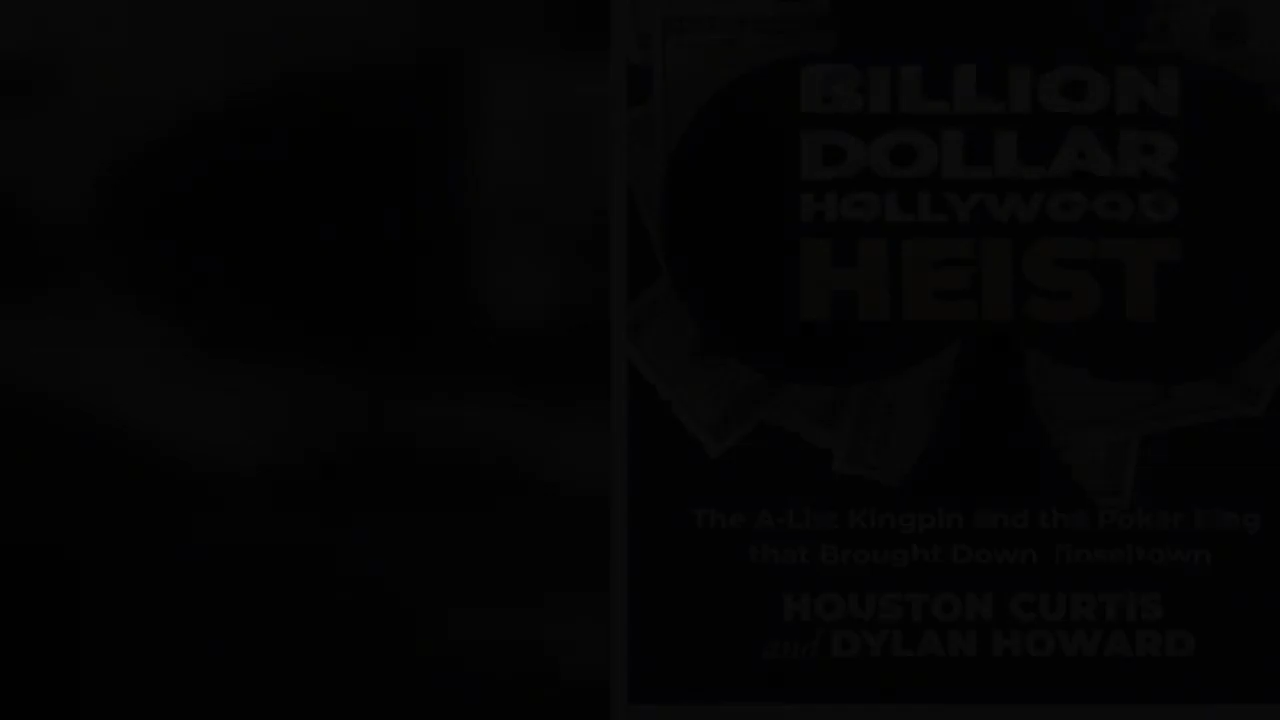 BILLION
DOLLAR
HOLLYWOOD
HEIST
The A-List Kingpin and the Poker Ring
that Brought Down Tinseltown
HOUSTON CURTIS
and DYLAN HOWARD